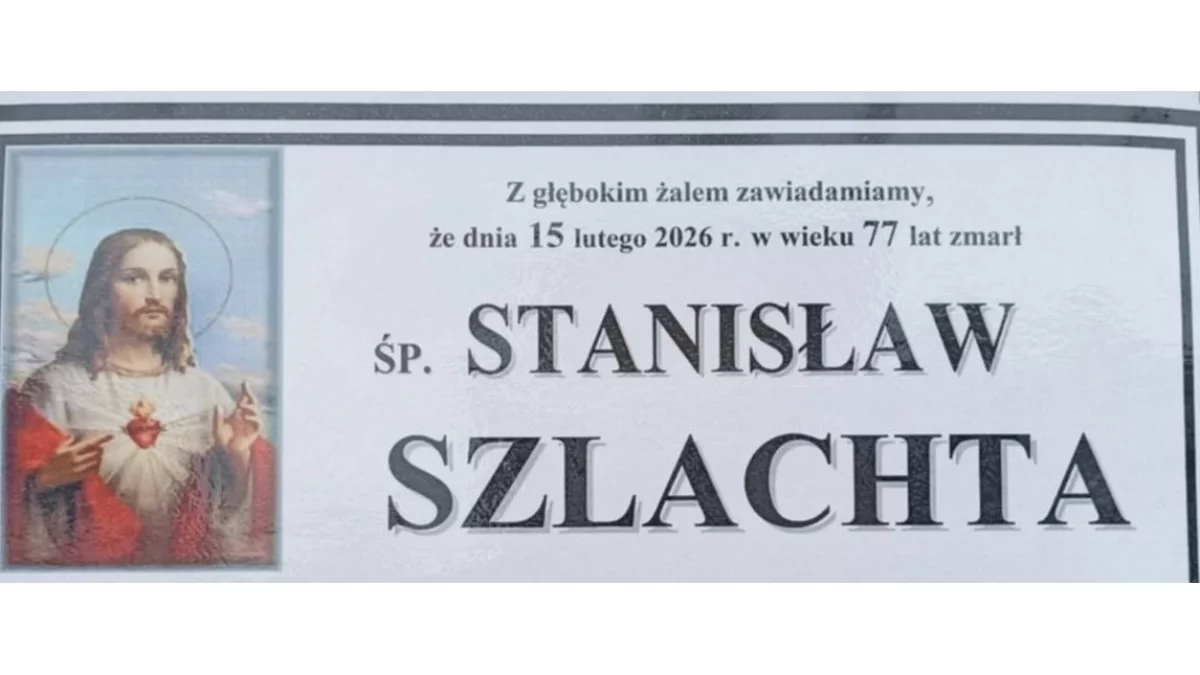 Z głębokim żalem zawiadamiamy,
że dnia 15 lutego 2026 r. w wieku 77 lat zmarł
ŚP. STANISŁAW
SZLACHTA